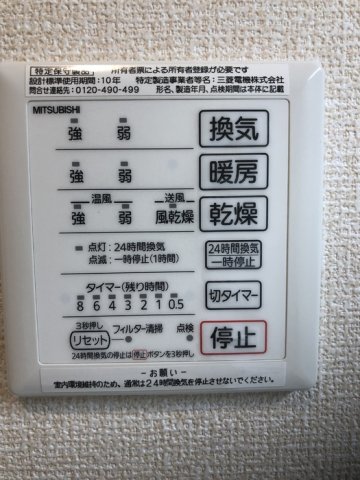 [特定保守製品] 所有者票による所有者登録が必要です
設計標準使用期間:10年 特定製造事業者等名:三菱電機株式会社
問合せ連絡先:0120-490-499 形名、製造年月、点検期間は本体に記載
MITSUBISHI
強 弱 換気
強 弱 暖房
温風 送風
強 弱 風乾燥 乾燥
点灯:24時間換気
点滅:一時停止(1時間)
24時間換気
一時停止
タイマー(残り時間)
8 6 4 3 2 1 0.5
切タイマー
3秒押し
リセット フィルター清掃 点検
24時間換気の停止は停止ボタンを3秒押し
停止
-お願い-
室内環境維持のため、通常は24時間換気を停止させないでください。